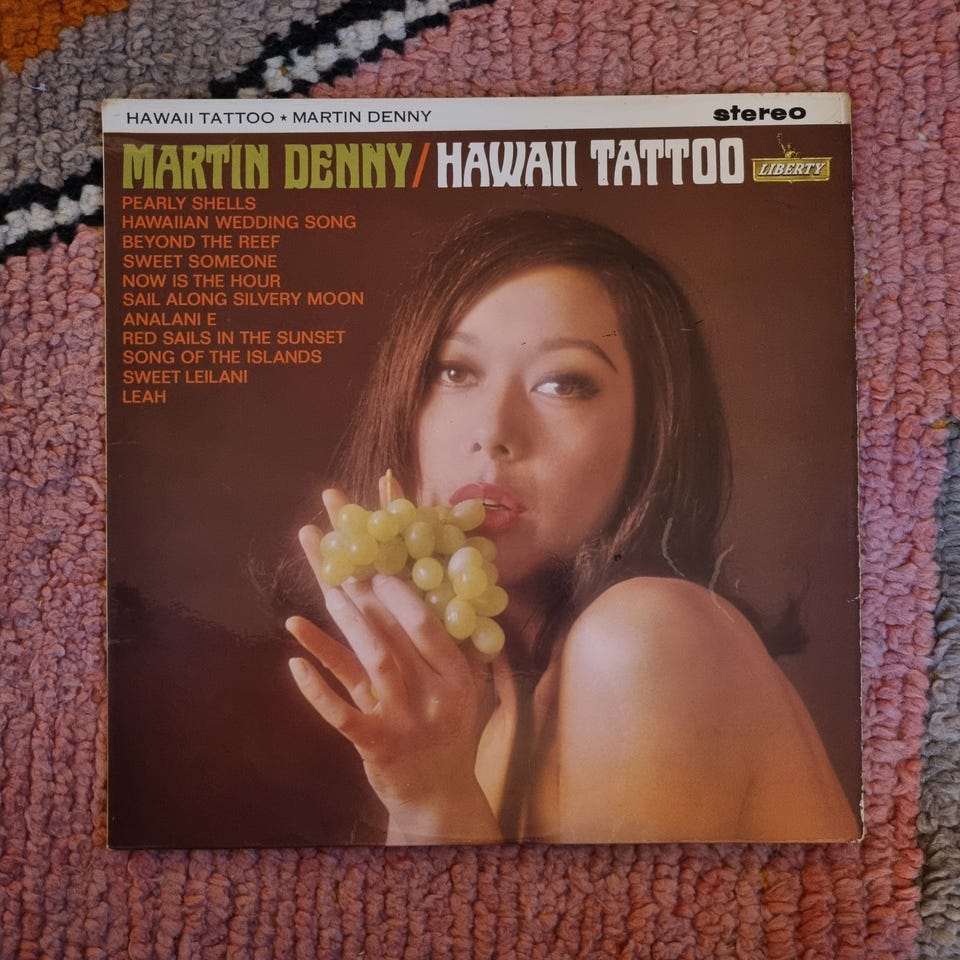 HAWAII TATTOO ★ MARTIN DENNY
stereo
MARTIN DENNY/HAWAII TATTOO
LIBERTY
PEARLY SHELLS
HAWAIIAN WEDDING SONG
BEYOND THE REEF
SWEET SOMEONE
NOW IS THE HOUR
SAIL ALONG SILVERY MOON
ANALANI E
RED SAILS IN THE SUNSET
SONG OF THE ISLANDS
SWEET LEILANI
LEAH